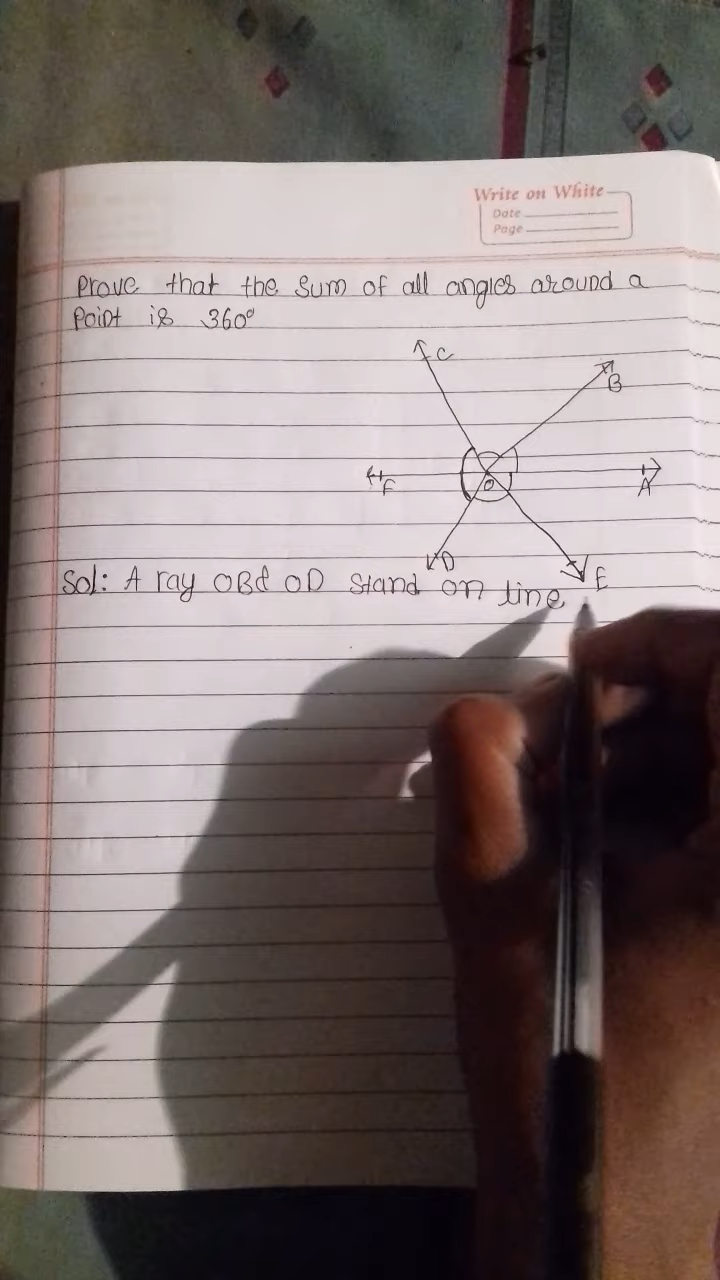 Write on White
Date
Page
Prove that the Sum of all angles around a
Point is 360°
C
B
F
O
A
D
E
Sol: A ray OB & OD stand on line